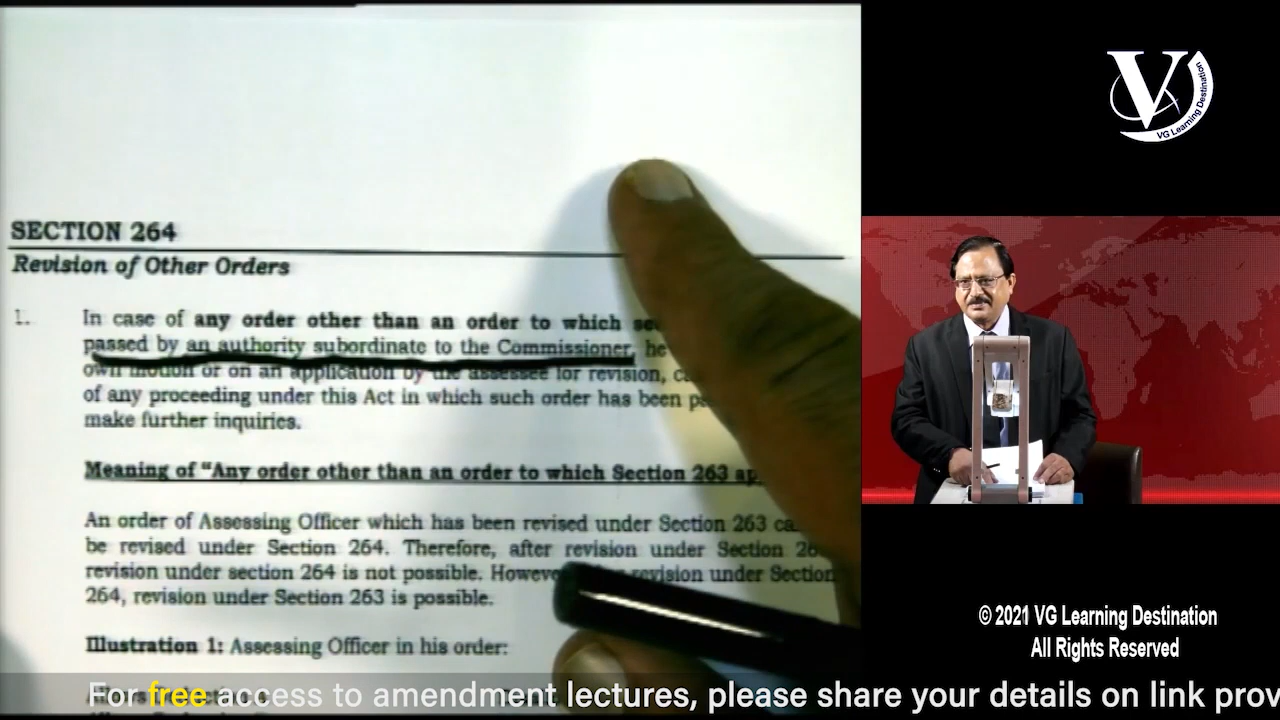 SECTION 264
Revision of Other Orders
1. In case of any order other than an order to which
passed by an authority subordinate to the Commissioner, he
own motion or on an application by the assessee for revision,
of any proceeding under this Act in which such order has been
make further inquiries.
Meaning of "Any order other than an order to which Section 263
An order of Assessing Officer which has been revised under Section 263
be revised under Section 264. Therefore, after revision under Section
revision under section 264 is not possible. revision under Section
264, revision under Section 263 is possible.
Illustration 1: Assessing Officer in his order:
For free access to amendment lectures, please share your details on link prov
V
VG Learning Destination
© 2021 VG Learning Destination
All Rights Reserved